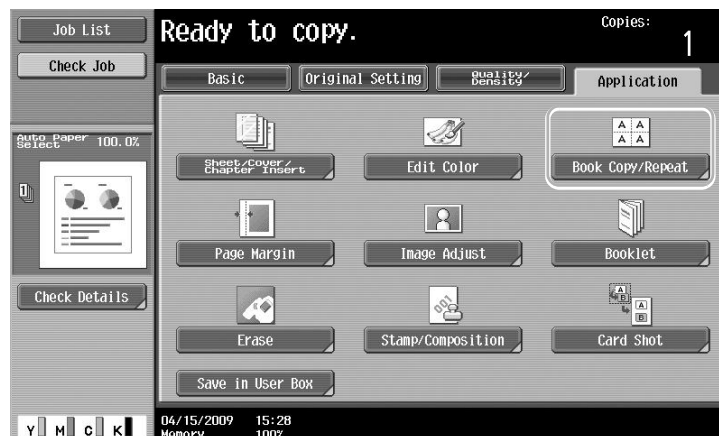 Job List
Check Job
Ready to copy.
Copies:
1
Basic
Original Setting
Quality/
Density
Application
Auto Paper
Select
100.0%
1
Sheet/Cover/
Chapter Insert
Edit Color
A A
A A
Book Copy/Repeat
Page Margin
Image Adjust
Booklet
Check Details
001
A
B
A
B
Erase
Stamp/Composition
Card Shot
Save in User Box
Y M C K
04/15/2009 15:28
Memory 100%